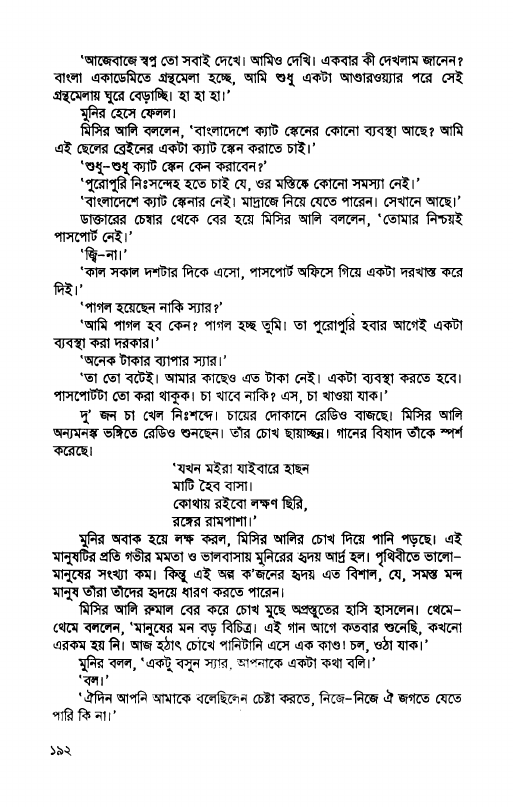 ‘আজেবাজে স্বপ্ন তো সবাই দেখে। আমিও দেখি। একবার কী দেখলাম জানেন?
বাংলা একাডেমিতে গ্রন্থমেলা হচ্ছে, আমি শুধু একটা আণ্ডারওয়্যার পরে সেই
গ্রন্থমেলায় ঘুরে বেড়াচ্ছি। হা হা হা।’
মুনির হেসে ফেলল।
মিসির আলি বললেন, ‘বাংলাদেশে ক্যাট স্কেনের কোনো ব্যবস্থা আছে? আমি
এই ছেলের ব্রেইনের একটা ক্যাট স্কেন করাতে চাই।’
‘শুধু-শুধু ক্যাট স্কেন কেন করাবেন?’
‘পুরোপুরি নিঃসন্দেহ হতে চাই যে, ওর মস্তিষ্কে কোনো সমস্যা নেই।’
‘বাংলাদেশে ক্যাট স্কেনার নেই। মাদ্রাজে নিয়ে যেতে পারেন। সেখানে আছে।’
ডাক্তারের চেম্বার থেকে বের হয়ে মিসির আলি বললেন, ‘তোমার নিশ্চয়ই
পাসপোর্ট নেই।’
‘জ্বি-না।’
‘কাল সকাল দশটার দিকে এসো, পাসপোর্ট অফিসে গিয়ে একটা দরখাস্ত করে
দিই।’
‘পাগল হয়েছেন নাকি স্যার?’
‘আমি পাগল হব কেন? পাগল হচ্ছ তুমি। তা পুরোপুরি হবার আগেই একটা
ব্যবস্থা করা দরকার।’
‘অনেক টাকার ব্যাপার স্যার।’
‘তা তো বটেই। আমার কাছেও এত টাকা নেই। একটা ব্যবস্থা করতে হবে।
পাসপোর্টটা তো করা থাকুক। চা খাবে নাকি? এস, চা খাওয়া যাক।’
দু’ জন চা খেল নিঃশব্দে। চায়ের দোকানে রেডিও বাজছে। মিসির আলি
অন্যমনস্ক ভঙ্গিতে রেডিও শুনছেন। তাঁর চোখ ছায়াচ্ছন্ন। গানের বিষাদ তাঁকে স্পর্শ
করেছে।
‘যখন মইরা যাইবারে হাছন
মাটি হৈব বাসা।
কোথায় রইবো লক্ষণ ছিরি,
রঙ্গের রামপাশা।’
মুনির অবাক হয়ে লক্ষ করল, মিসির আলির চোখ দিয়ে পানি পড়ছে। এই
মানুষটির প্রতি গভীর মমতা ও ভালবাসায় মুনিরের হৃদয় আর্দ্র হল। পৃথিবীতে ভালো-
মানুষের সংখ্যা কম। কিন্তু এই অল্প ক’জনের হৃদয় এত বিশাল, যে, সমস্ত মন্দ
মানুষ তাঁরা তাঁদের হৃদয়ে ধারণ করতে পারেন।
মিসির আলি রুমাল বের করে চোখ মুছে অপ্রস্তুতের হাসি হাসলেন। থেমে-
থেমে বললেন, ‘মানুষের মন বড় বিচিত্র। এই গান আগে কতবার শুনেছি, কখনো
এরকম হয় নি। আজ হঠাৎ চোখে পানিটানি এসে এক কাণ্ড! চল, ওঠা যাক।’
মুনির বলল, ‘একটু বসুন স্যার, আপনাকে একটা কথা বলি।’
‘বল।’
‘ঐদিন আপনি আমাকে বলেছিলেন চেষ্টা করতে, নিজে-নিজে ঐ জগতে যেতে
পারি কি না।’
১৯২